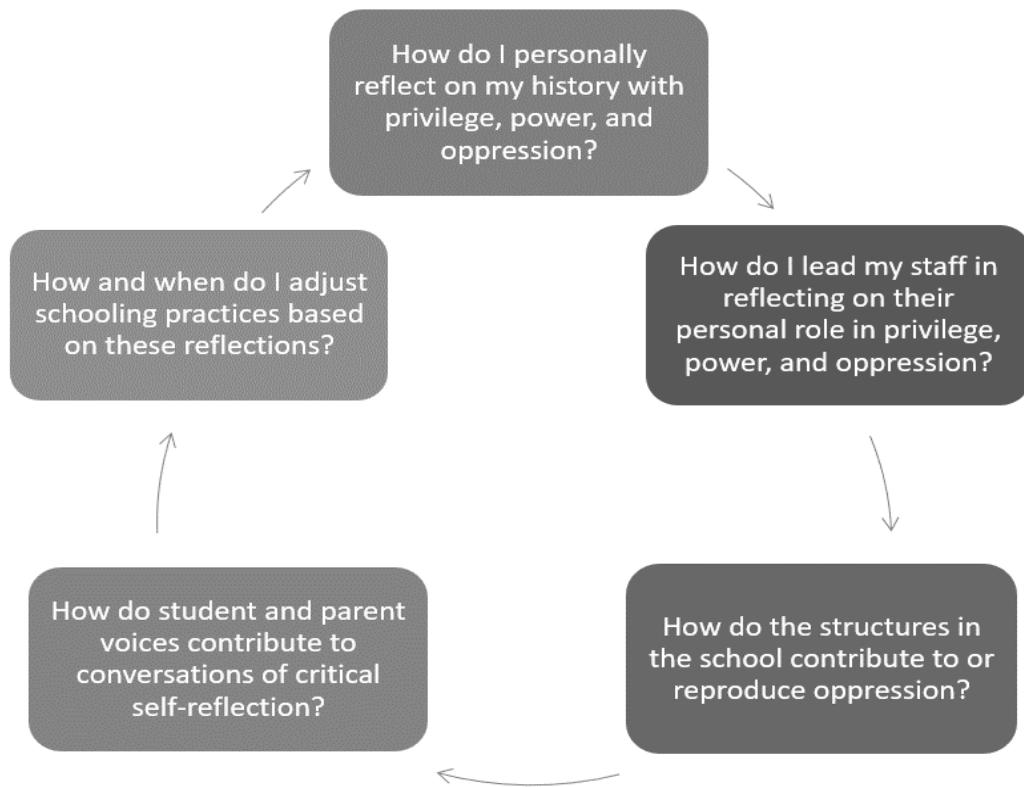 How do I personally
reflect on my history with
privilege, power, and
oppression?
How do I lead my staff in
reflecting on their
personal role in privilege,
power, and oppression?
How do the structures in
the school contribute to or
reproduce oppression?
How do student and parent
voices contribute to
conversations of critical
self-reflection?
How and when do I adjust
schooling practices based
on these reflections?